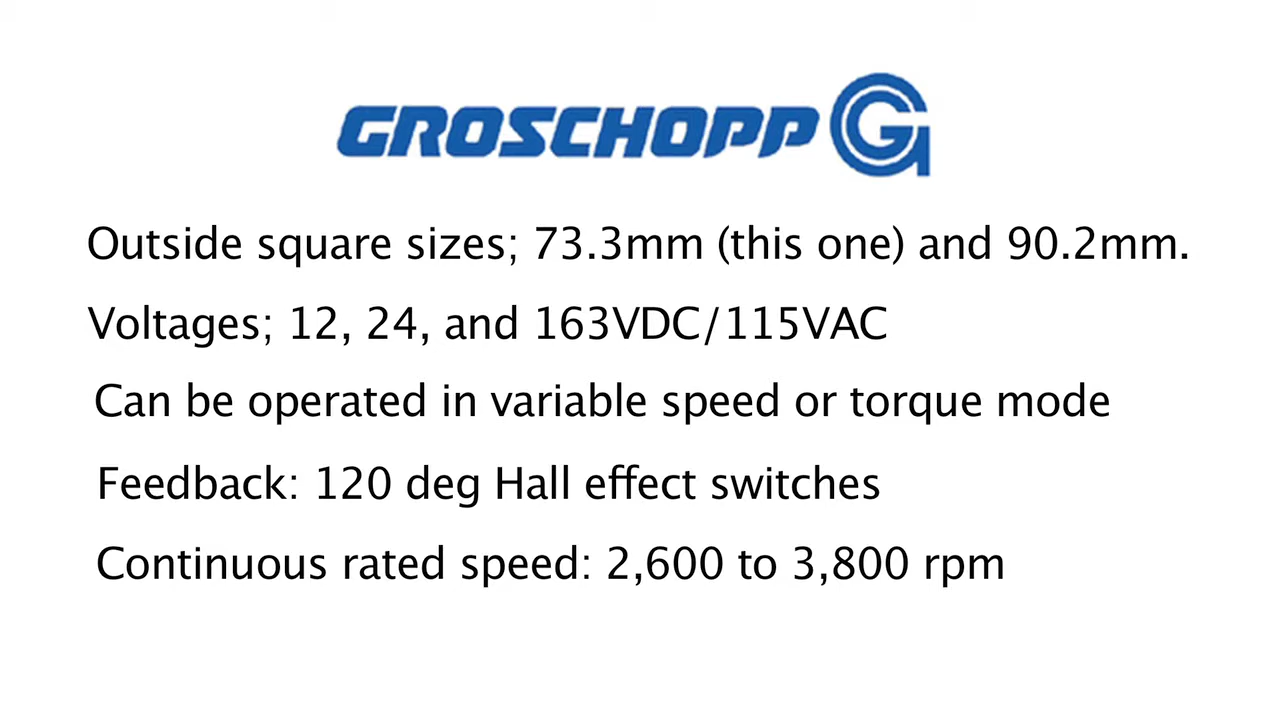 GROSCHOPP G
Outside square sizes; 73.3mm (this one) and 90.2mm.
Voltages; 12, 24, and 163VDC/115VAC
Can be operated in variable speed or torque mode
Feedback: 120 deg Hall effect switches
Continuous rated speed: 2,600 to 3,800 rpm